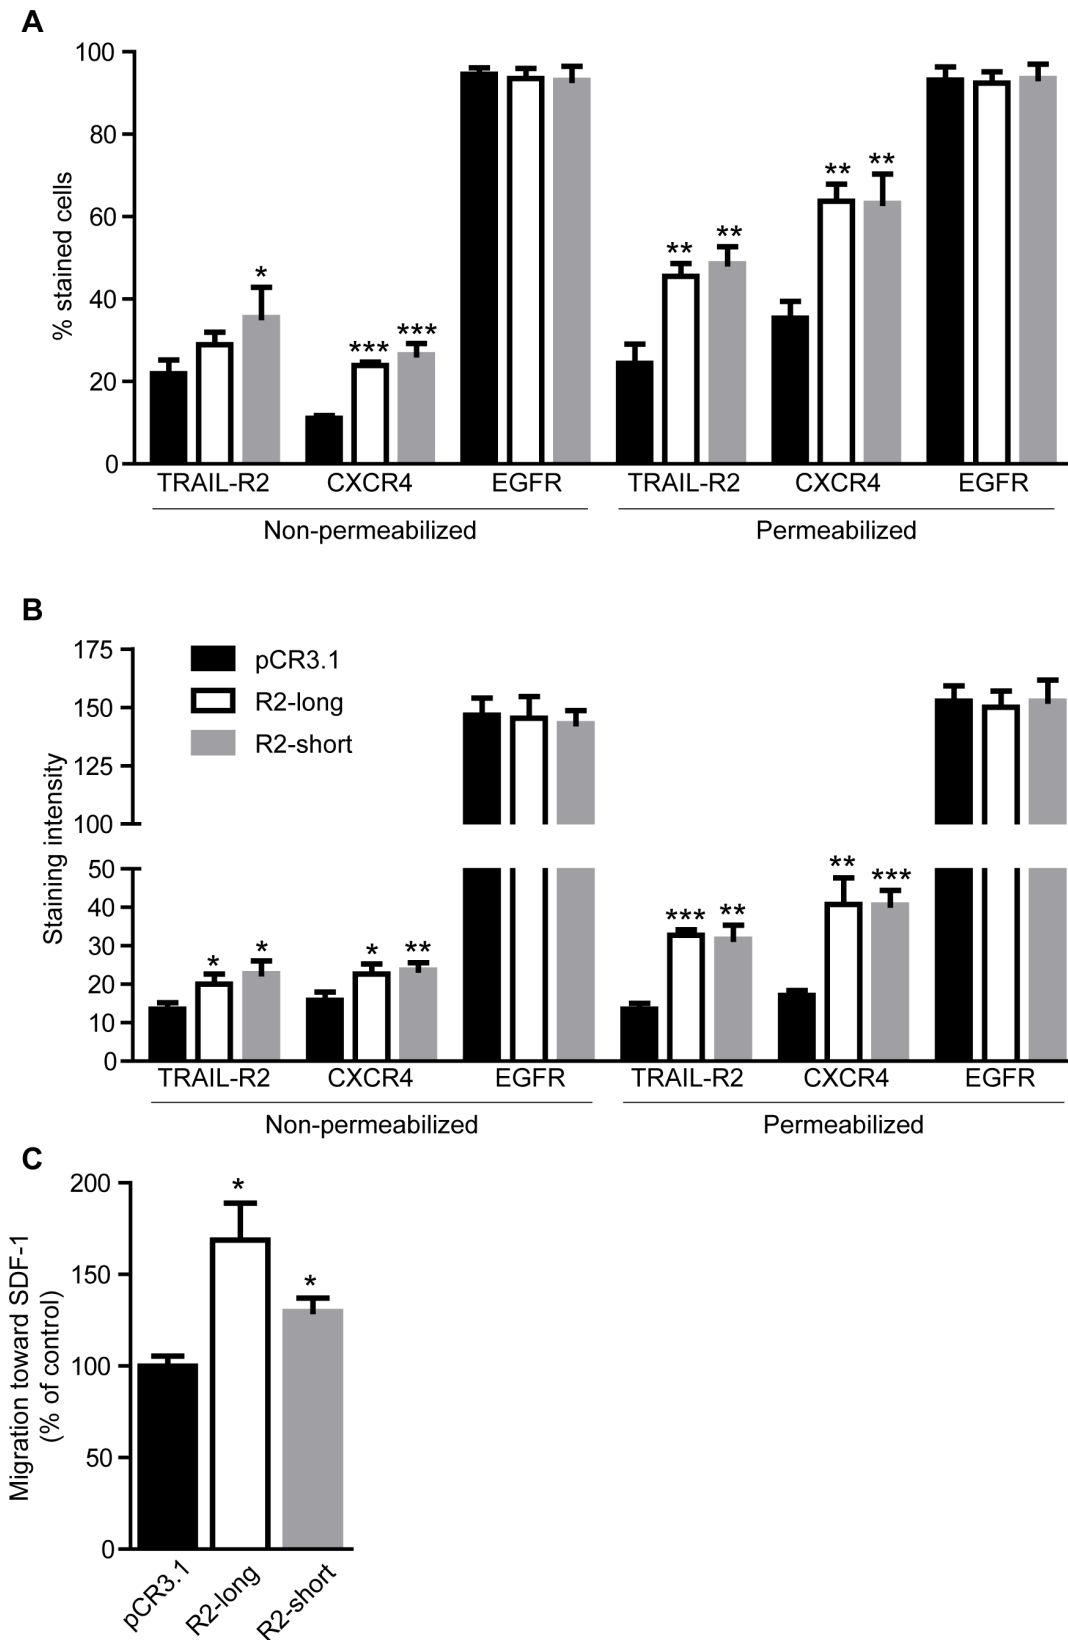 A
100
80
60
40
20
0
% stained cells
* *** *** ** ** ** **
TRAIL-R2 CXCR4 EGFR TRAIL-R2 CXCR4 EGFR
Non-permeabilized Permeabilized
B
175
150
125
100
50
40
30
20
10
0
Staining intensity
pCR3.1
R2-long
R2-short
* * * ** *** ** ** ***
TRAIL-R2 CXCR4 EGFR TRAIL-R2 CXCR4 EGFR
Non-permeabilized Permeabilized
C
200
150
100
50
0
Migration toward SDF-1
(% of control)
* *
pCR3.1 R2-long R2-short